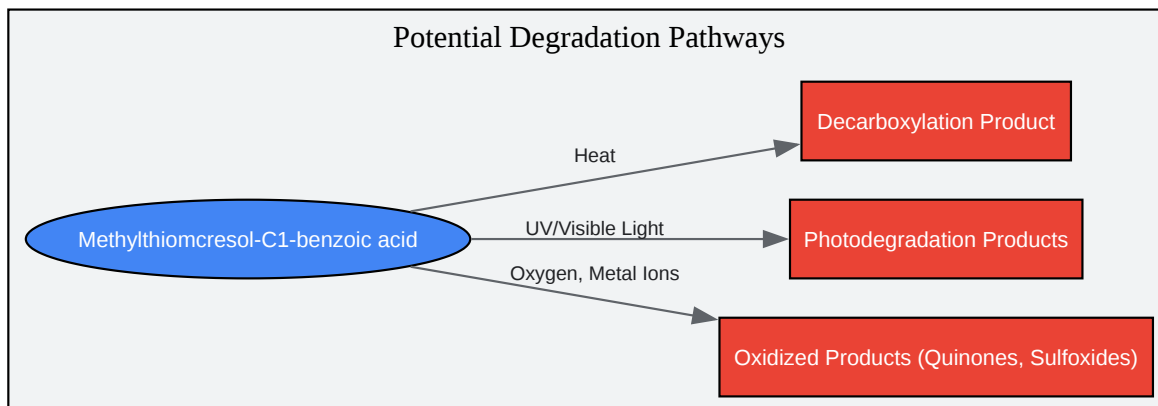 Potential Degradation Pathways
Decarboxylation Product
Heat
Methylthiomcresol-C1-benzoic acid
UV/Visible Light
Photodegradation Products
Oxygen, Metal Ions
Oxidized Products (Quinones, Sulfoxides)